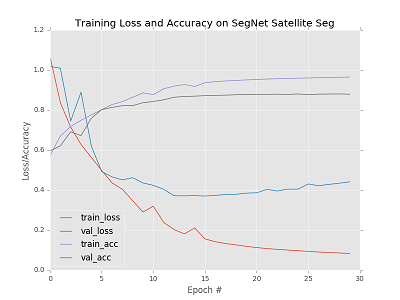 Training Loss and Accuracy on SegNet Satellite Seg
1.2
1.0
0.8
0.6
0.4
0.2
0.0
Loss/Accuracy
train_loss
val_loss
train_acc
val_acc
0 5 10 15 20 25 30
Epoch #